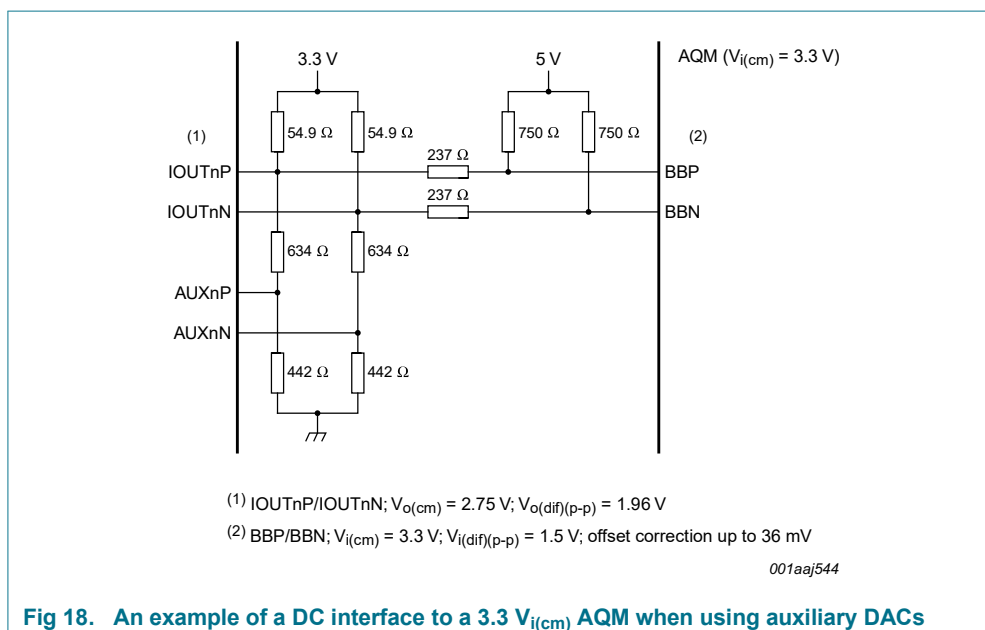 3.3 V
5 V
AQM (Vi(cm) = 3.3 V)
(1)
54.9 Ω
54.9 Ω
750 Ω
750 Ω
(2)
237 Ω
IOUTnP
BBP
237 Ω
IOUTnN
BBN
634 Ω
634 Ω
AUXnP
AUXnN
442 Ω
442 Ω
(1) IOUTnP/IOUTnN; Vo(cm) = 2.75 V; Vo(dif)(p-p) = 1.96 V
(2) BBP/BBN; Vi(cm) = 3.3 V; Vi(dif)(p-p) = 1.5 V; offset correction up to 36 mV
001aaj544
Fig 18. An example of a DC interface to a 3.3 Vi(cm) AQM when using auxiliary DACs